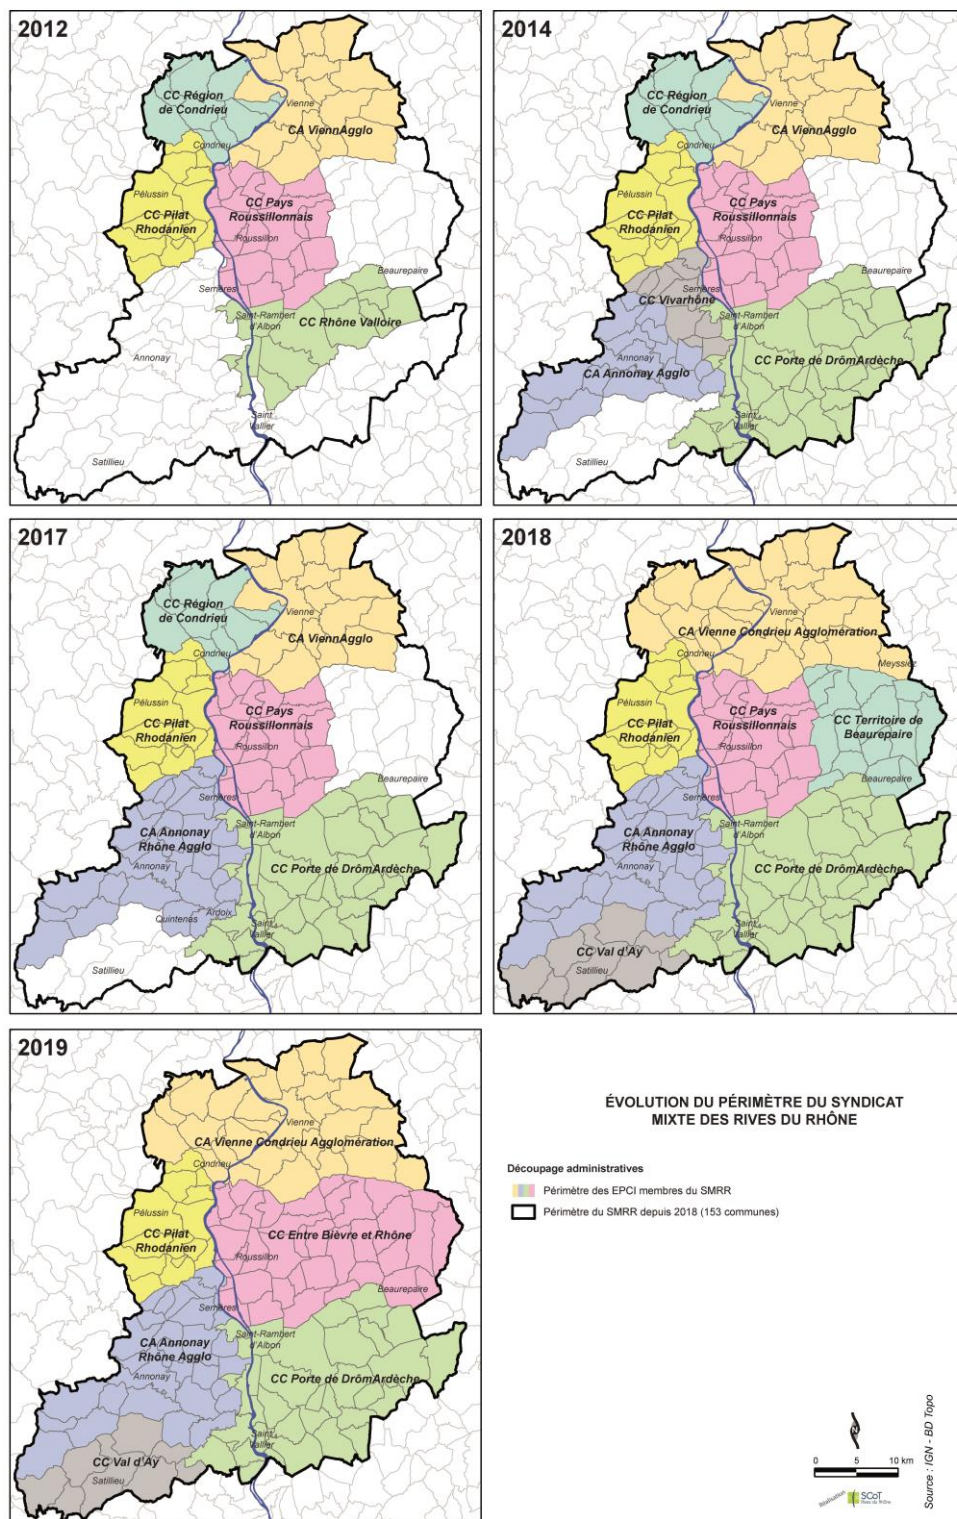 2012
CC Région
de Condrieu
Vienne
CA ViennAgglo
Condrieu
Pélussin
CC Pilat
Rhodanien
CC Pays
Roussillonnais
Roussillon
Beaurepaire
Serrières
Saint-Rambert
d'Albon
CC Rhône Valloire
Annonay
Saint
Vallier
Satillieu
2014
CC Région
de Condrieu
Vienne
CA ViennAgglo
Condrieu
Pélussin
CC Pilat
Rhodanien
CC Pays
Roussillonnais
Roussillon
Beaurepaire
Serrières
CC Vivarhône
Saint-Rambert
d'Albon
Annonay
CA Annonay Agglo
CC Porte de DrômArdèche
Saint
Vallier
Satillieu
2017
CC Région
de Condrieu
Vienne
CA ViennAgglo
Condrieu
Pélussin
CC Pilat
Rhodanien
CC Pays
Roussillonnais
Roussillon
Beaurepaire
Serrières
Saint-Rambert
d'Albon
CA Annonay
Rhône Agglo
Annonay
CC Porte de DrômArdèche
Quintenas
Ardoix
Saint
Vallier
Satillieu
2018
Vienne
CA Vienne Condrieu Agglomération
Condrieu
Meyssiez
Pélussin
CC Pilat
Rhodanien
CC Pays
Roussillonnais
Roussillon
CC Territoire de
Beaurepaire
Beaurepaire
Serrières
Saint-Rambert
d'Albon
CA Annonay
Rhône Agglo
Annonay
CC Porte de DrômArdèche
Saint
Vallier
CC Val d'Ay
Satillieu
2019
Vienne
CA Vienne Condrieu Agglomération
Condrieu
Pélussin
CC Pilat
Rhodanien
CC Entre Bièvre et Rhône
Roussillon
Beaurepaire
Serrières
Saint-Rambert
d'Albon
CA Annonay
Rhône Agglo
Annonay
CC Porte de DrômArdèche
Saint
Vallier
CC Val d'Ay
Satillieu
ÉVOLUTION DU PÉRIMÈTRE DU SYNDICAT
MIXTE DES RIVES DU RHÔNE
Découpage administratives
Périmètre des EPCI membres du SMRR
Périmètre du SMRR depuis 2018 (153 communes)
0 5 10 km
Réalisation
SCoT
Rives du Rhône
Source : IGN - BD Topo